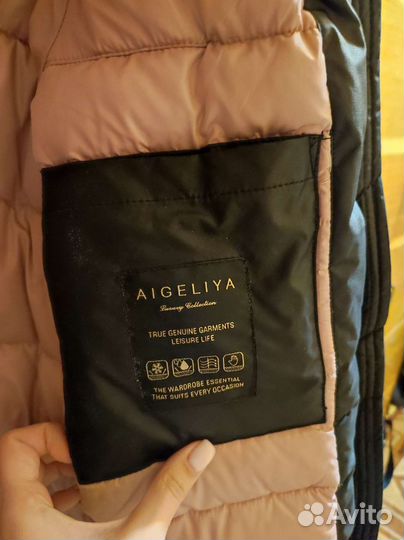 AIGELIYA
Luxury Collection
TRUE GENUINE GARMENTS
LEISURE LIFE
THE WARDROBE ESSENTIAL
THAT SUITS EVERY OCCASION
Avito